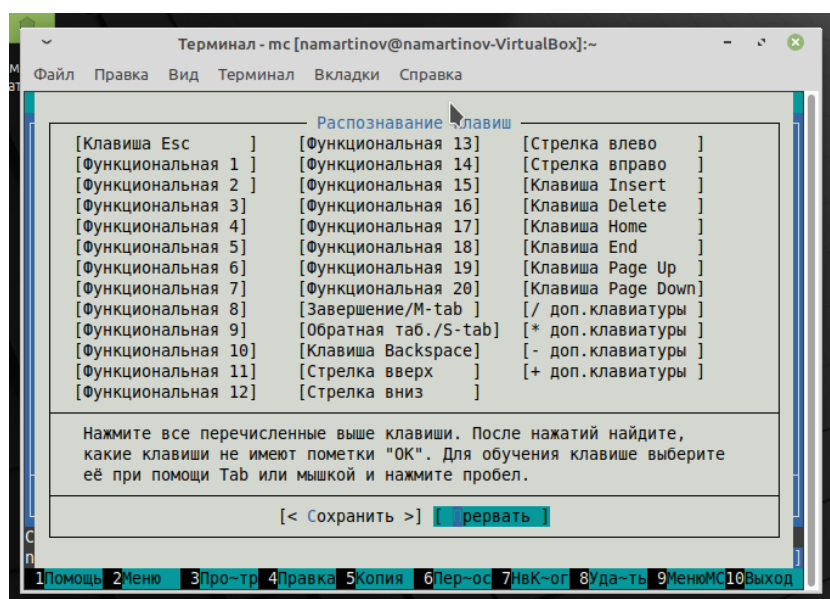 Терминал - mc [namartinov@namartinov-VirtualBox]:~
Файл Правка Вид Терминал Вкладки Справка
Распознавание клавиш
[Клавиша Esc ] [Функциональная 13] [Стрелка влево ]
[Функциональная 1 ] [Функциональная 14] [Стрелка вправо ]
[Функциональная 2 ] [Функциональная 15] [Клавиша Insert ]
[Функциональная 3] [Функциональная 16] [Клавиша Delete ]
[Функциональная 4] [Функциональная 17] [Клавиша Home ]
[Функциональная 5] [Функциональная 18] [Клавиша End ]
[Функциональная 6] [Функциональная 19] [Клавиша Page Up ]
[Функциональная 7] [Функциональная 20] [Клавиша Page Down]
[Функциональная 8] [Завершение/M-tab ] [/ доп.клавиатуры ]
[Функциональная 9] [Обратная таб./S-tab] [* доп.клавиатуры ]
[Функциональная 10] [Клавиша Backspace] [- доп.клавиатуры ]
[Функциональная 11] [Стрелка вверх ] [+ доп.клавиатуры ]
[Функциональная 12] [Стрелка вниз ]
Нажмите все перечисленные выше клавиши. После нажатий найдите,
какие клавиши не имеют пометки "OK". Для обучения клавише выберите
её при помощи Tab или мышкой и нажмите пробел.
[< Сохранить >] [ Прервать ]
1Помощь 2Меню 3Про~тр 4Правка 5Копия 6Пер~ос 7НвК~ог 8Уда~ть 9МенюMC 10Выход